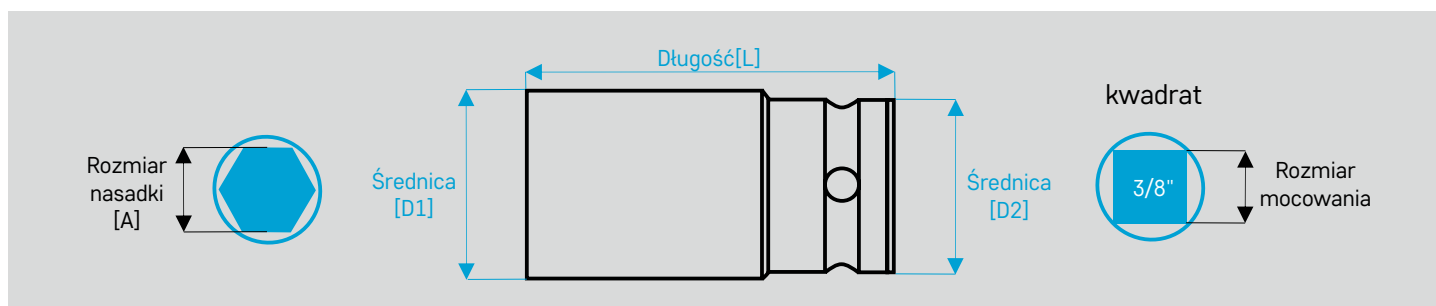 Rozmiar
nasadki
[A]
Średnica
[D1]
Długość[L]
Średnica
[D2]
kwadrat
3/8"
Rozmiar
mocowania